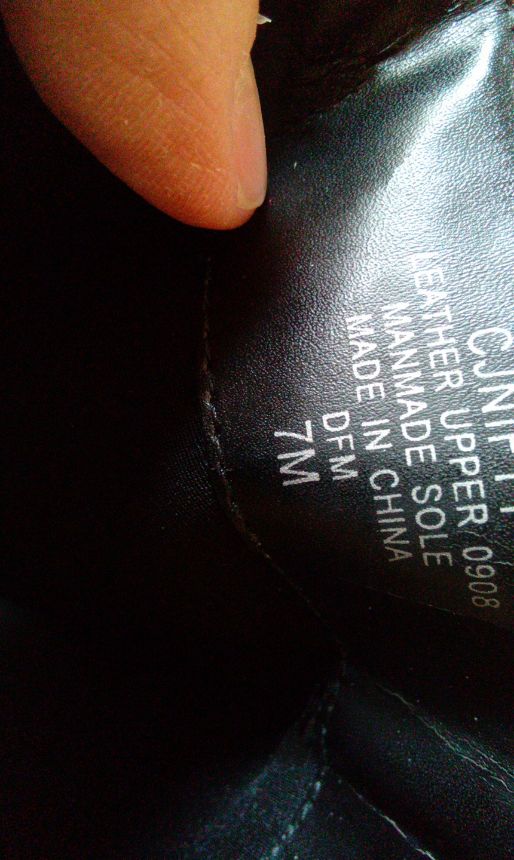 LEATHER UPPER 0908
MANMADE SOLE
MADE IN CHINA
DFM
7M